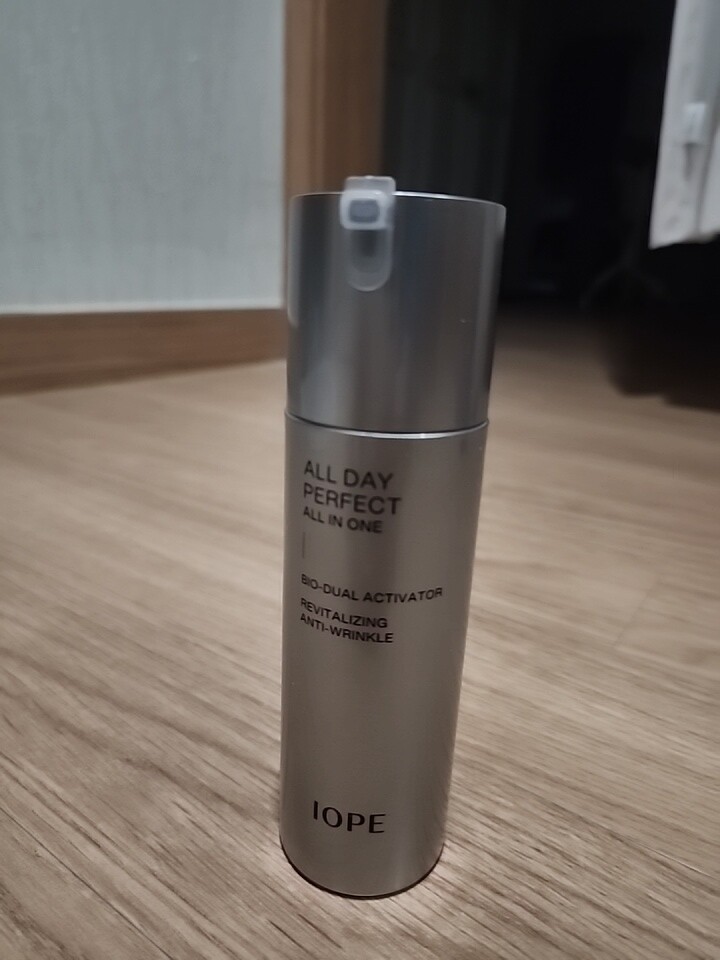 ALL DAY
PERFECT
ALL IN ONE
BIO-DUAL ACTIVATOR
REVITALIZING
ANTI-WRINKLE
IOPE